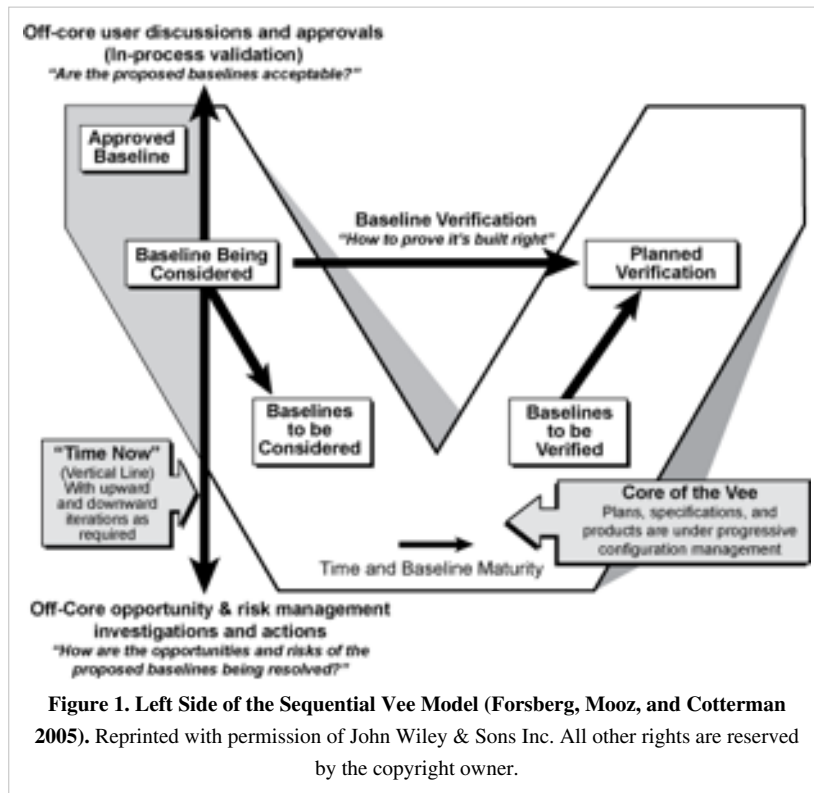 Off-core user discussions and approvals
(In-process validation)
"Are the proposed baselines acceptable?"
Approved
Baseline
Baseline Verification
"How to prove it's built right"
Baseline Being
Considered
Planned
Verification
Baselines
to be
Considered
Baselines
to be
Verified
"Time Now"
(Vertical Line)
With upward
and downward
iterations as
required
Core of the Vee
Plans, specifications, and
products are under progressive
configuration management
Time and Baseline Maturity
Off-Core opportunity & risk management
investigations and actions
"How are the opportunities and risks of the
proposed baselines being resolved?"
Figure 1. Left Side of the Sequential Vee Model (Forsberg, Mooz, and Cotterman
2005). Reprinted with permission of John Wiley & Sons Inc. All other rights are reserved
by the copyright owner.